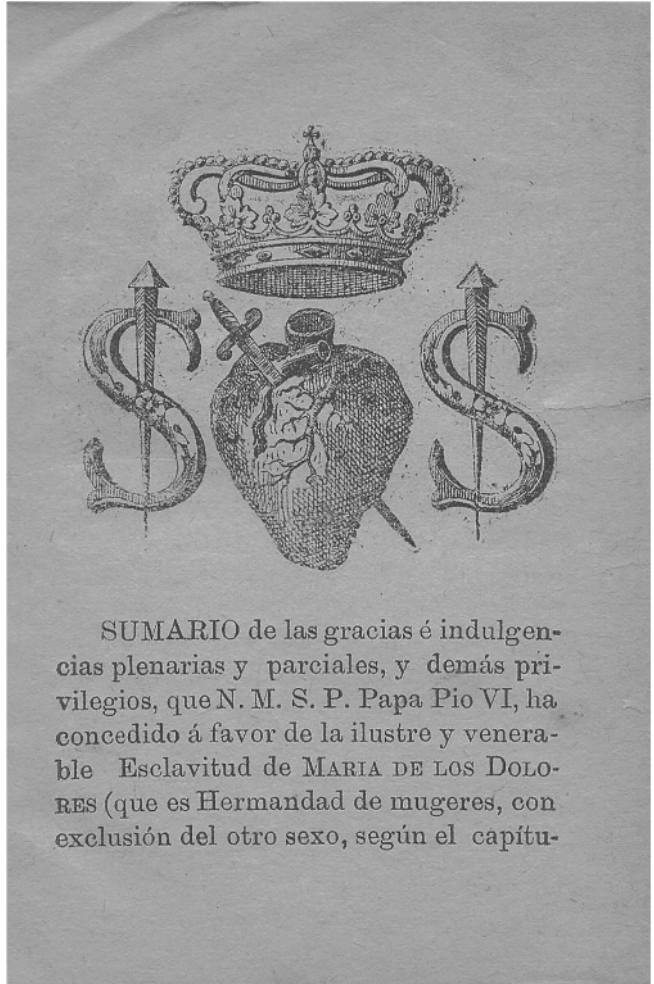 S S
SUMARIO de las gracias é indulgen-
cias plenarias y parciales, y demás pri-
vilegios, que N. M. S. P. Papa Pio VI, ha
concedido á favor de la ilustre y venera-
ble Esclavitud de MARIA DE LOS DOLO-
RES (que es Hermandad de mugeres, con
exclusión del otro sexo, según el capítu-